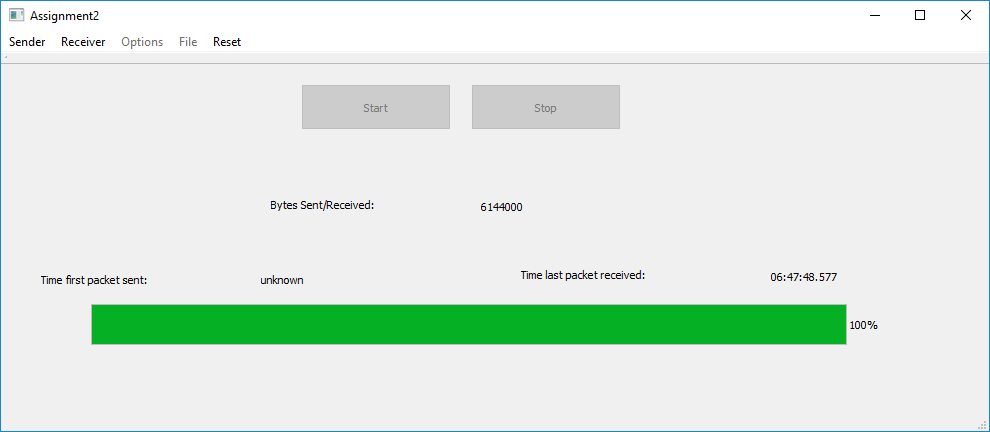 Assignment2
Sender Receiver Options File Reset
Start Stop
Bytes Sent/Received: 6144000
Time first packet sent: unknown Time last packet received: 06:47:48.577
100%